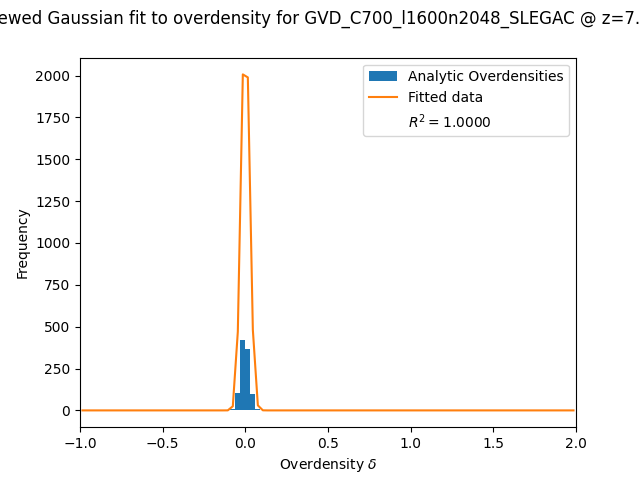 ewed Gaussian fit to overdensity for GVD_C700_l1600n2048_SLEGAC @ z=7.
Analytic Overdensities
Fitted data
R² = 1.0000
Frequency
2000
1750
1500
1250
1000
750
500
250
0
−1.0 −0.5 0.0 0.5 1.0 1.5 2.0
Overdensity δ